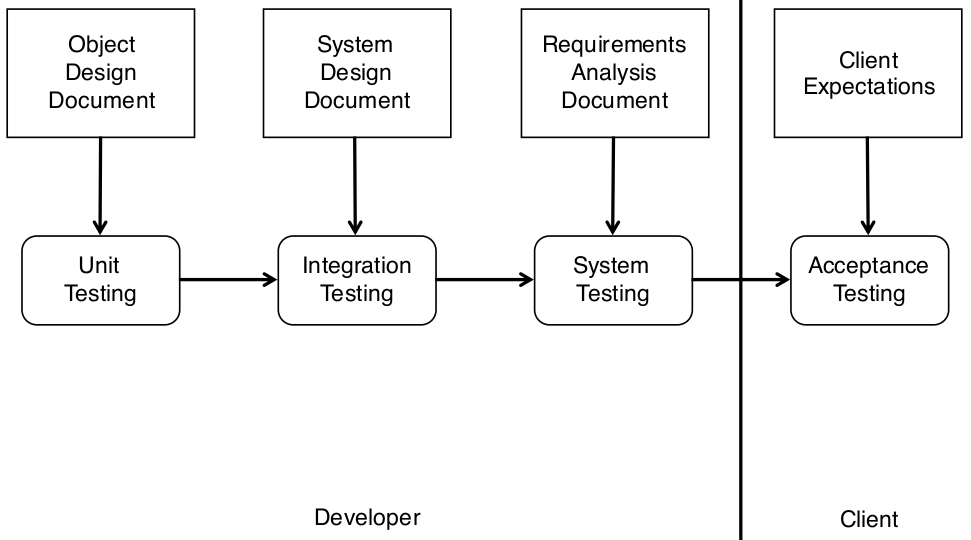 Object
Design
Document
System
Design
Document
Requirements
Analysis
Document
Client
Expectations
Unit
Testing
Integration
Testing
System
Testing
Acceptance
Testing
Developer
Client